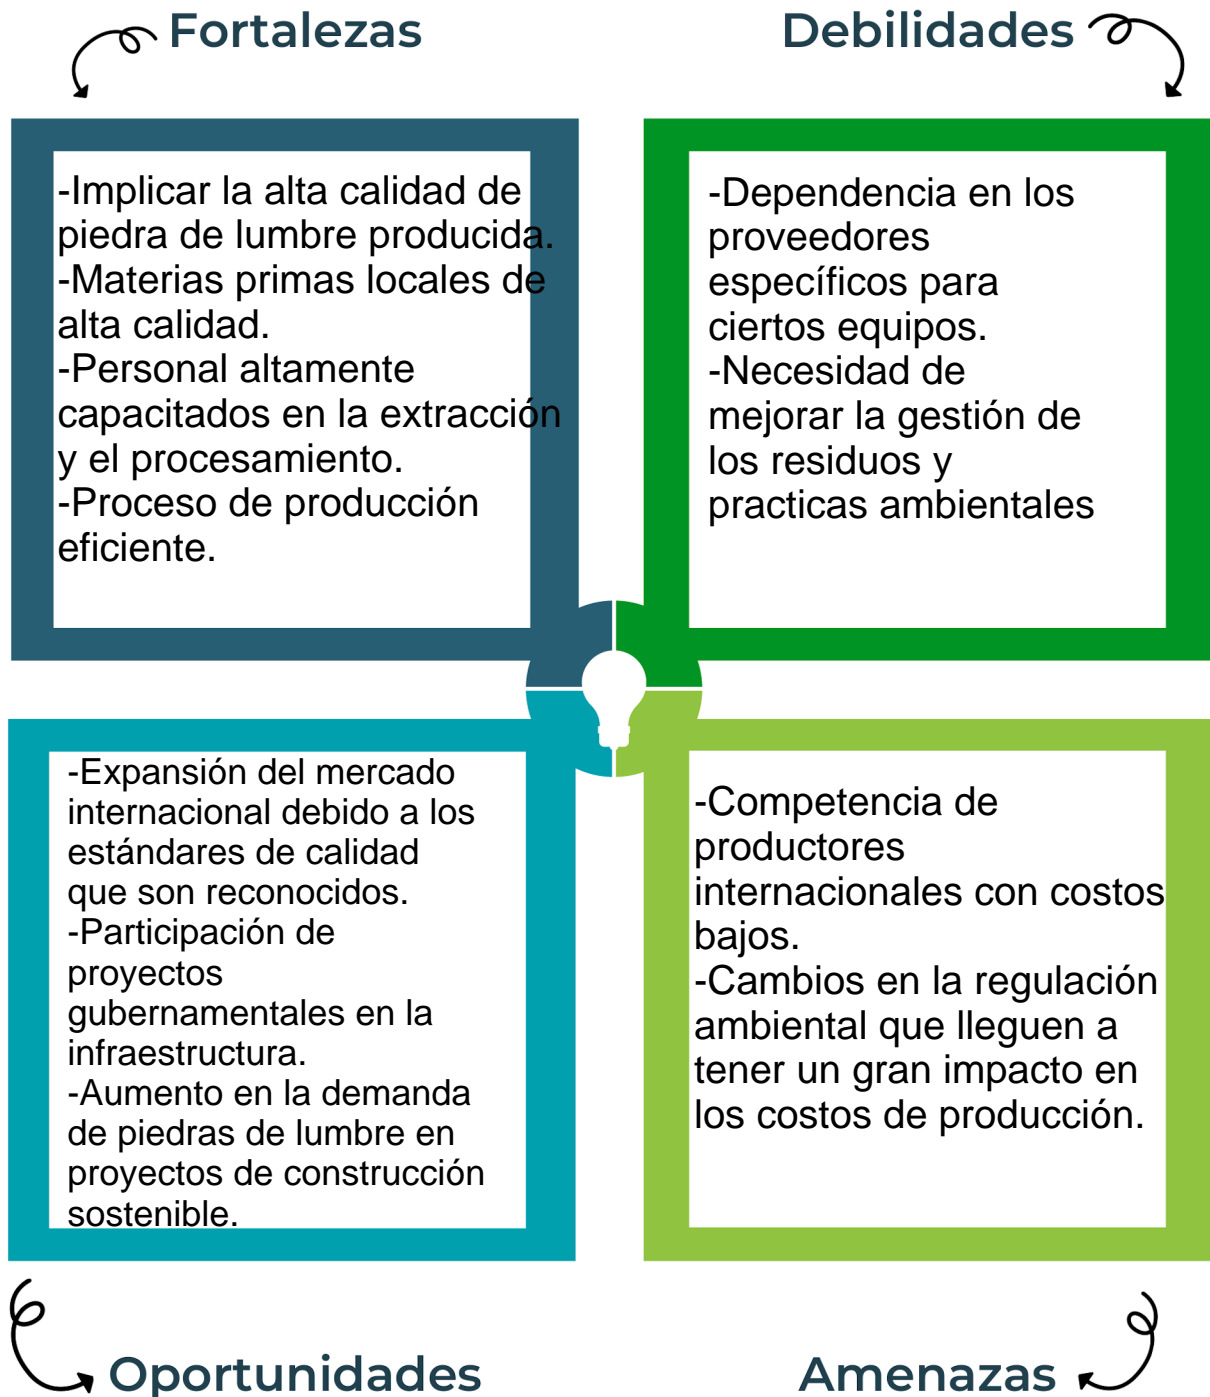 Fortalezas
-Implicar la alta calidad de
piedra de lumbre producida.
-Materias primas locales de
alta calidad.
-Personal altamente
capacitados en la extracción
y el procesamiento.
-Proceso de producción
eficiente.
Debilidades
-Dependencia en los
proveedores
específicos para
ciertos equipos.
-Necesidad de
mejorar la gestión de
los residuos y
practicas ambientales
-Expansión del mercado
internacional debido a los
estándares de calidad
que son reconocidos.
-Participación de
proyectos
gubernamentales en la
infraestructura.
-Aumento en la demanda
de piedras de lumbre en
proyectos de construcción
sostenible.
Oportunidades
-Competencia de
productores
internacionales con costos
bajos.
-Cambios en la regulación
ambiental que lleguen a
tener un gran impacto en
los costos de producción.
Amenazas